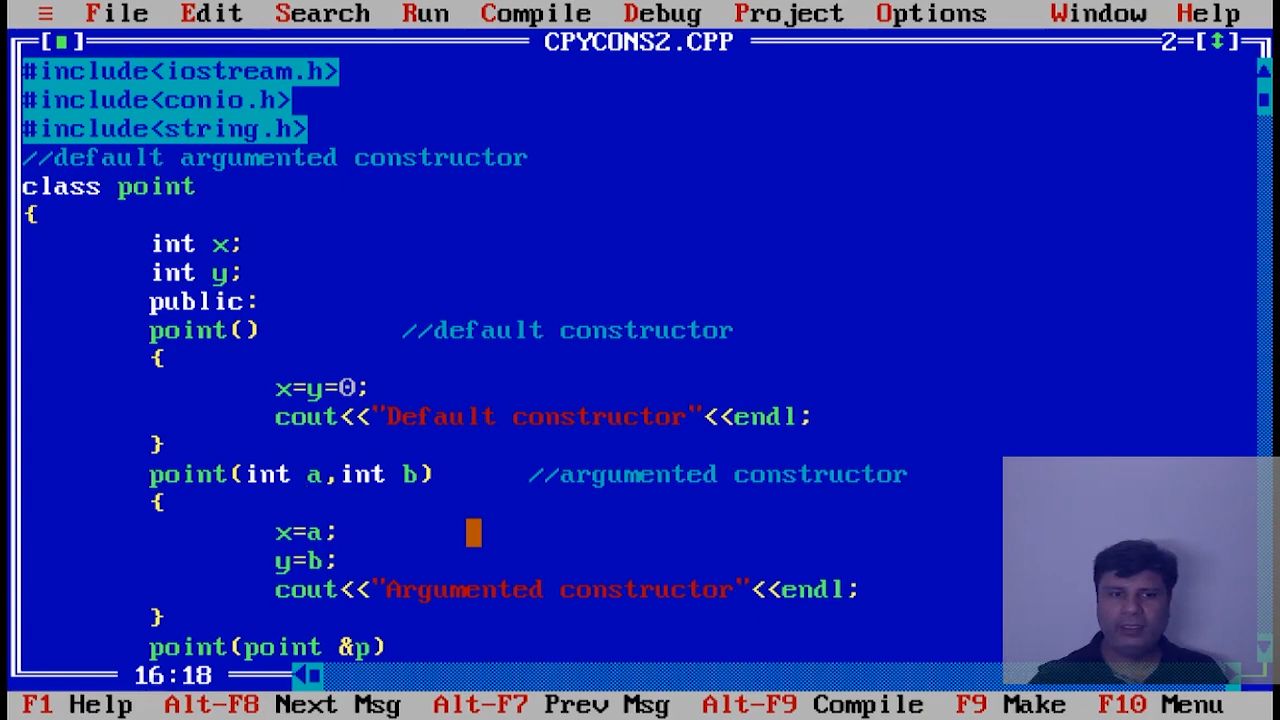 ≡ File Edit Search Run Compile Debug Project Options Window Help
[■] CPYCONS2.CPP 2=[↕]
#include<iostream.h>
#include<conio.h>
#include<string.h>
//default argumented constructor
class point
{
int x;
int y;
public:
point() //default constructor
{
x=y=0;
cout<<"Default constructor"<<endl;
}
point(int a,int b) //argumented constructor
{
x=a;
y=b;
cout<<"Argumented constructor"<<endl;
}
point(point &p)
16:18
F1 Help Alt-F8 Next Msg Alt-F7 Prev Msg Alt-F9 Compile F9 Make F10 Menu